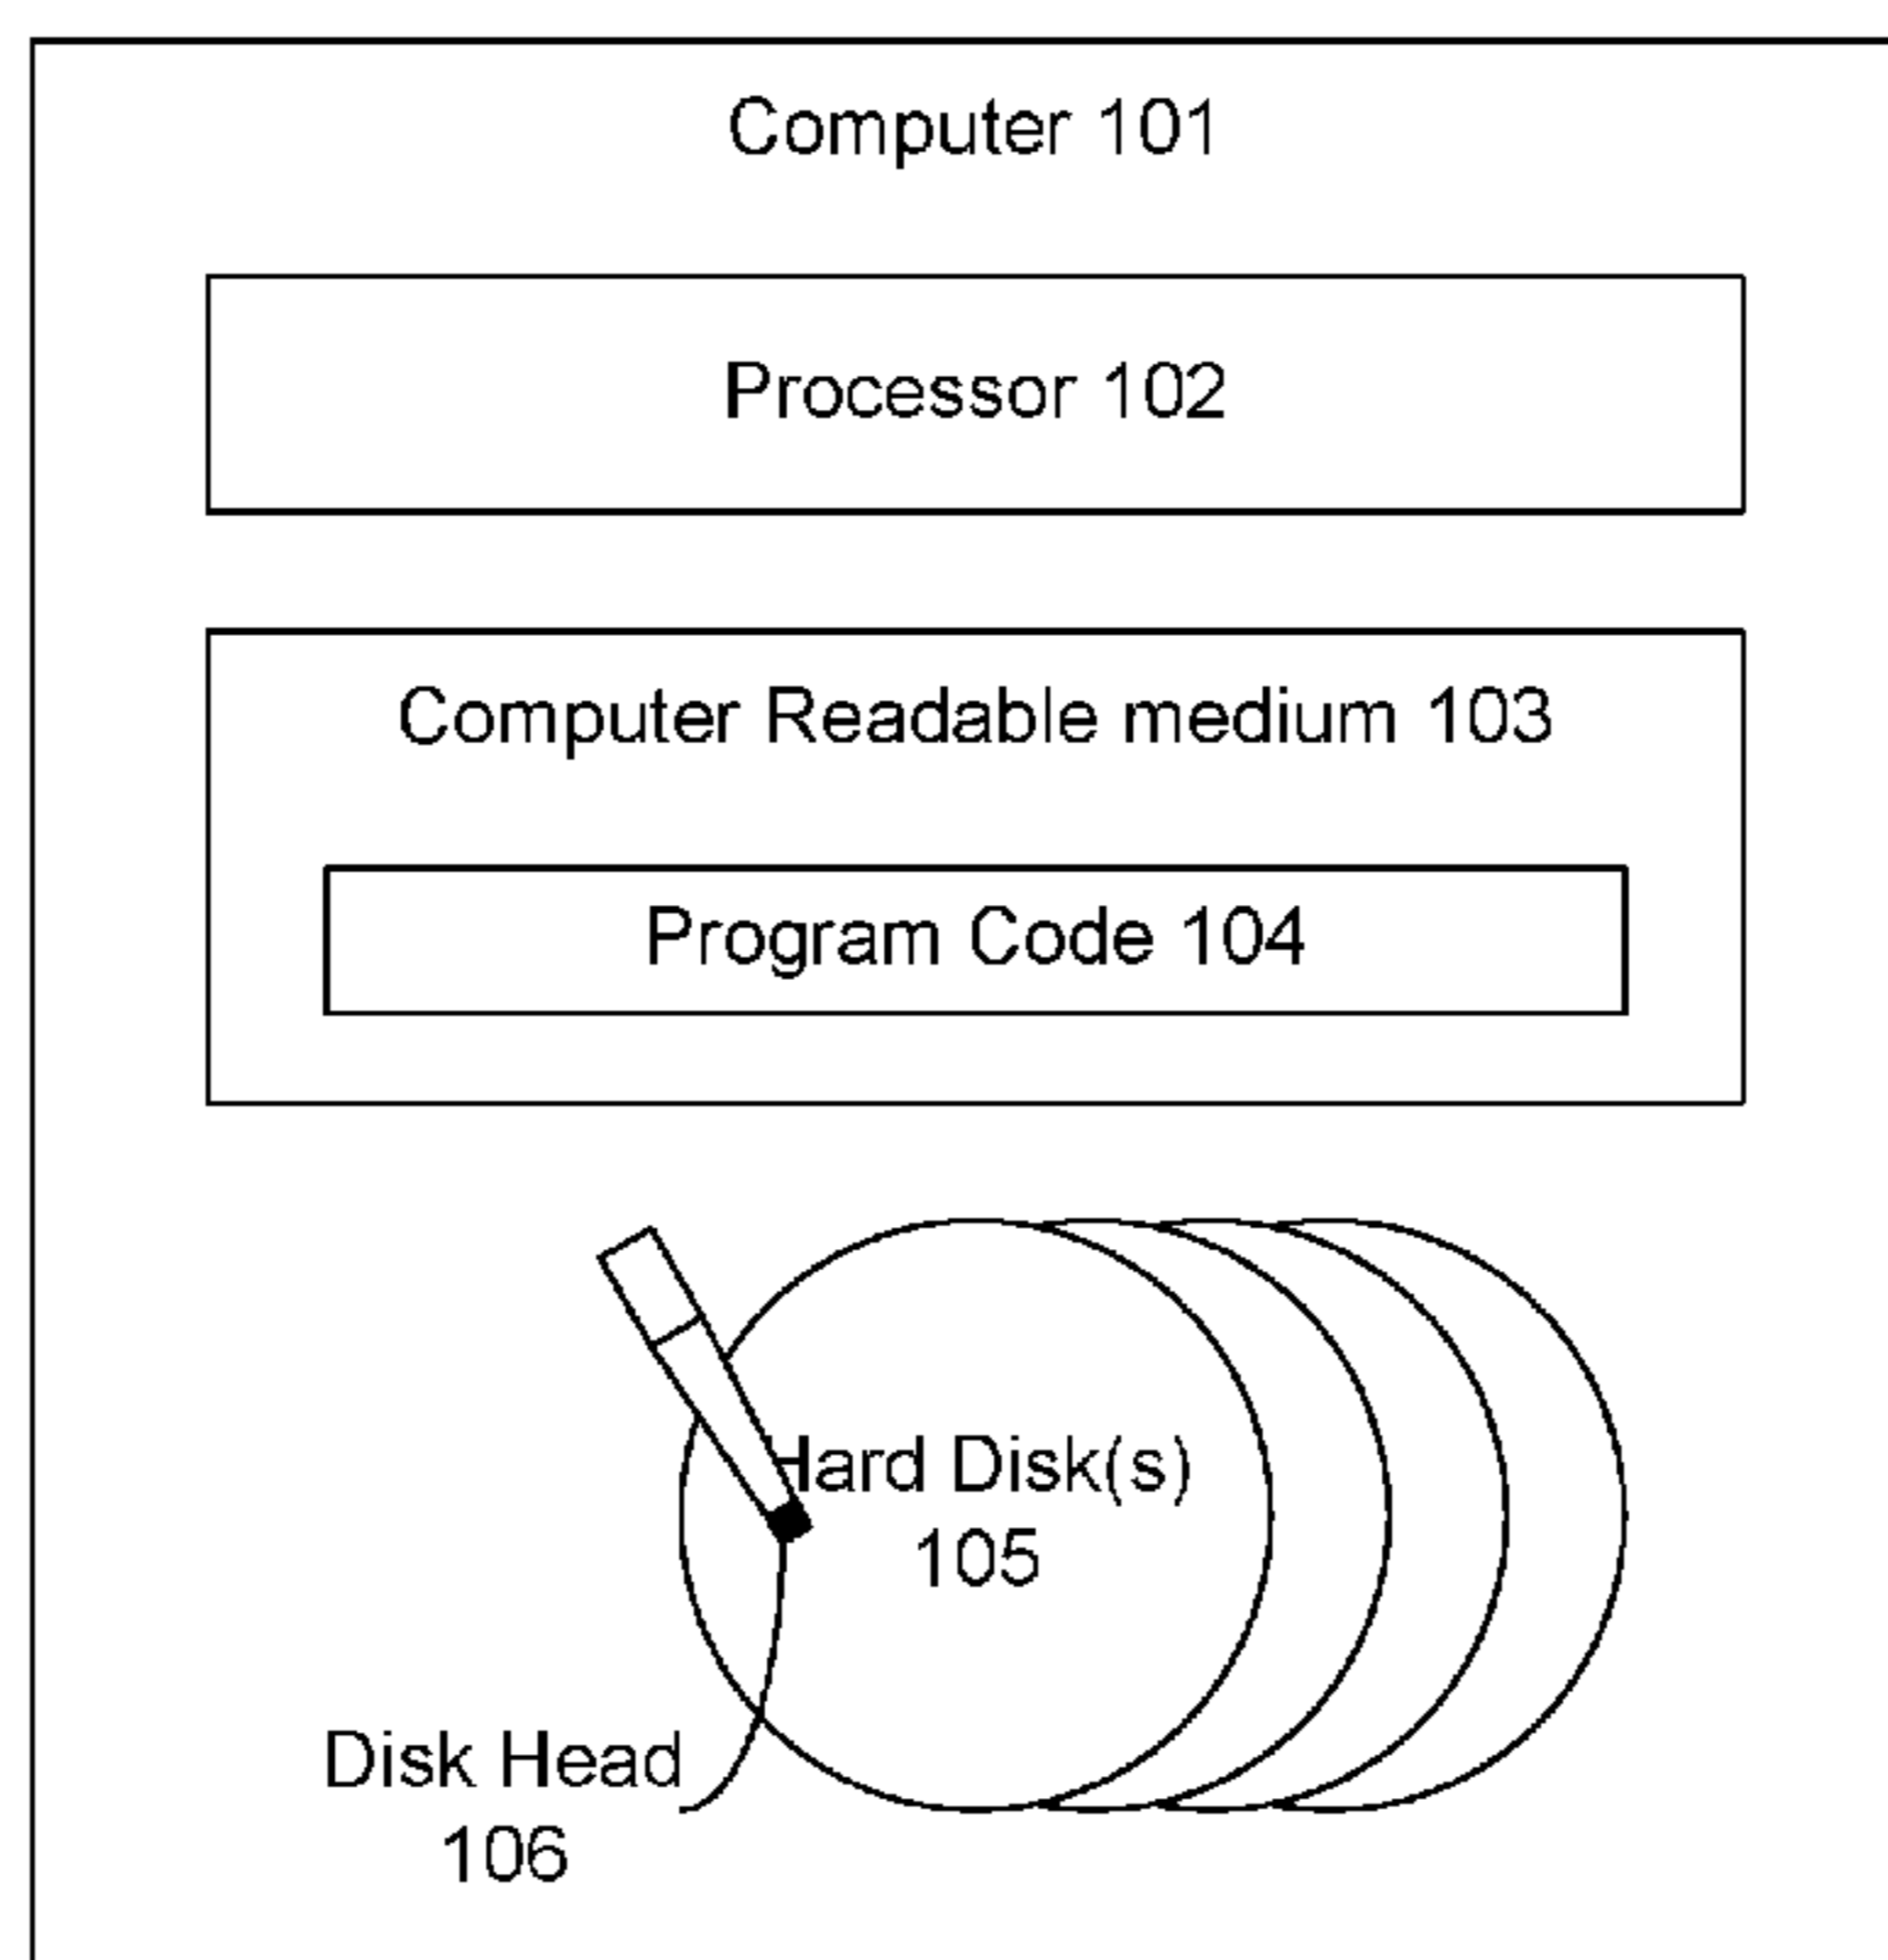 Computer 101
Processor 102
Computer Readable medium 103
Program Code 104
Hard Disk(s)
105
Disk Head
106